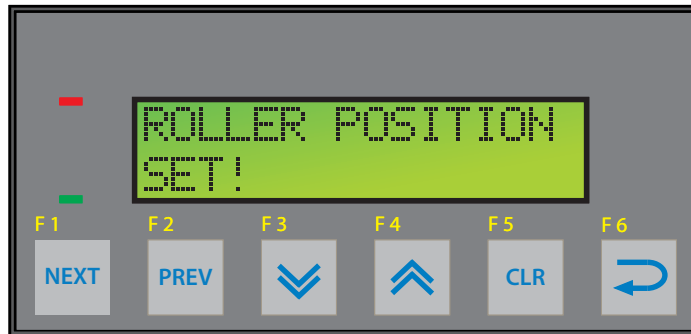 ROLLER POSITION
SET!
F1 F2 F3 F4 F5 F6
NEXT PREV CLR